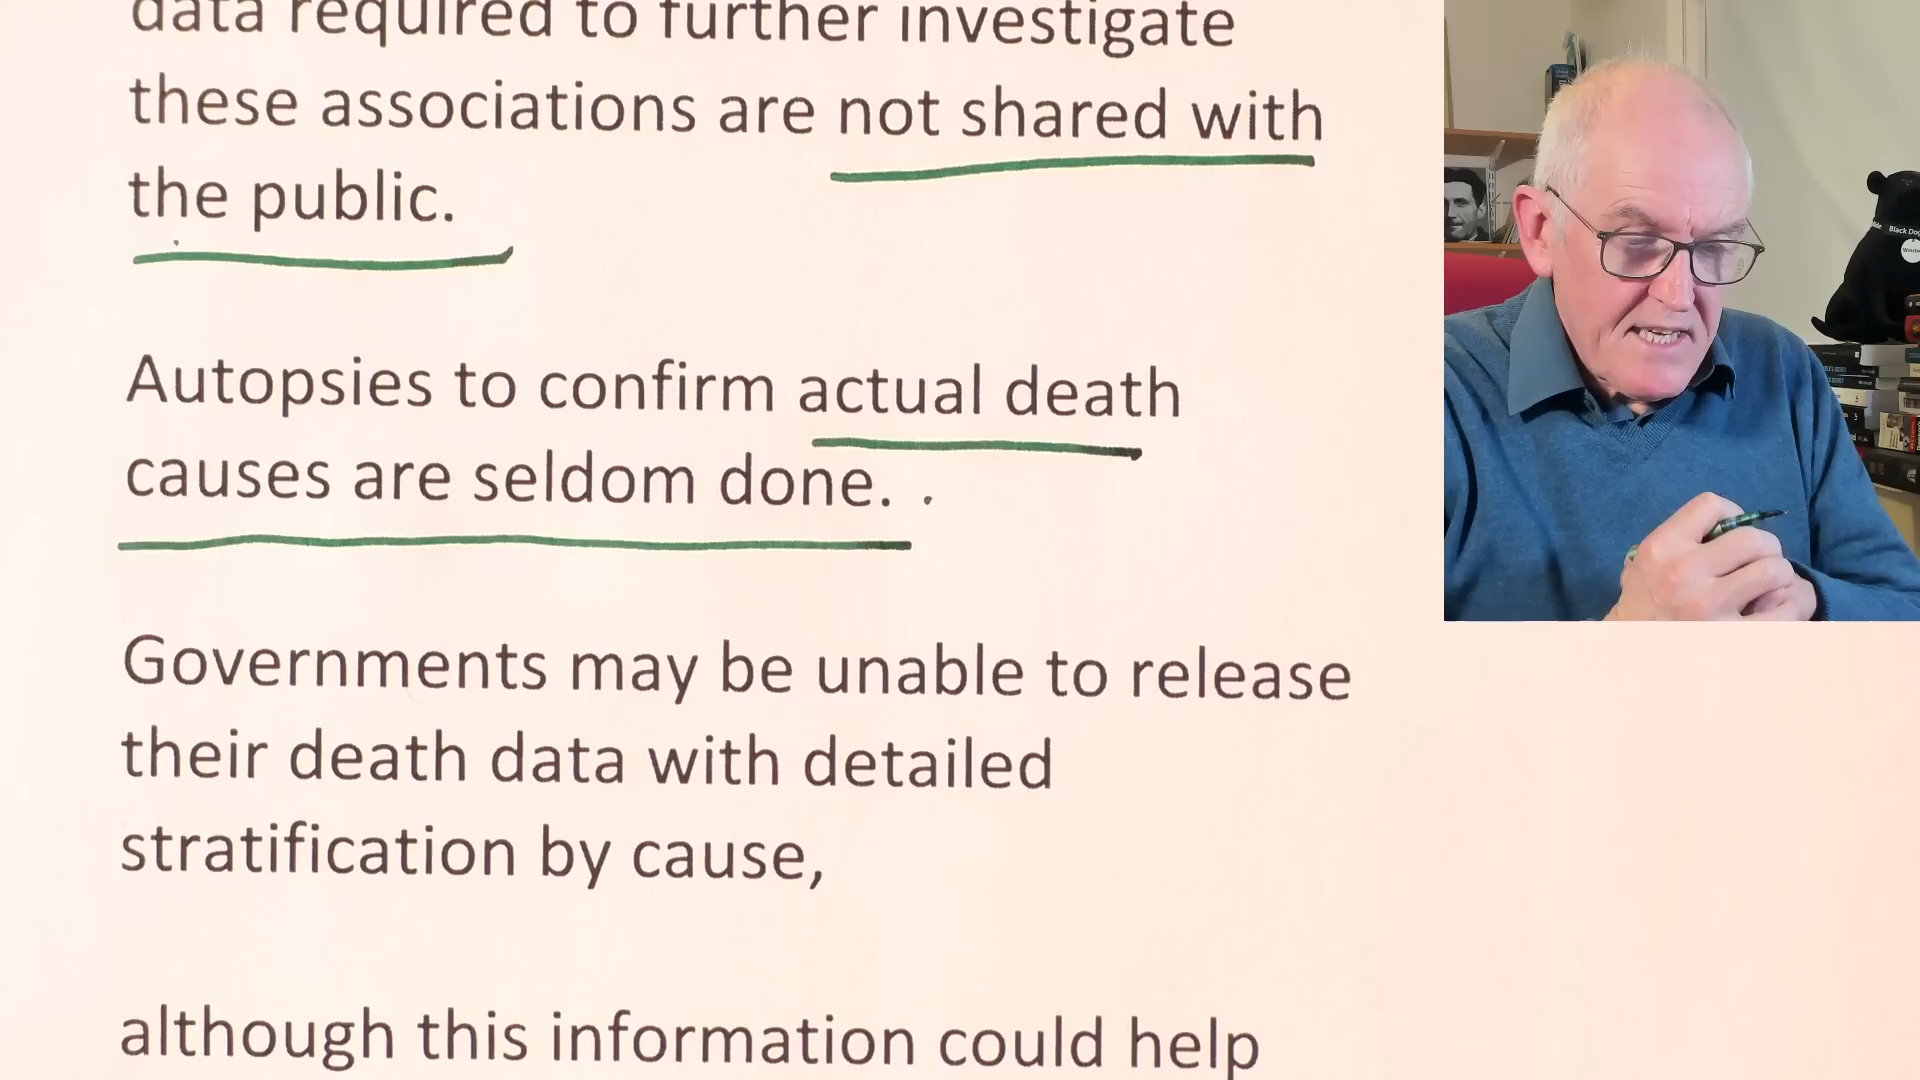 data required to further investigate
these associations are not shared with
the public.
Autopsies to confirm actual death
causes are seldom done. .
Governments may be unable to release
their death data with detailed
stratification by cause,
although this information could help
Black Dog